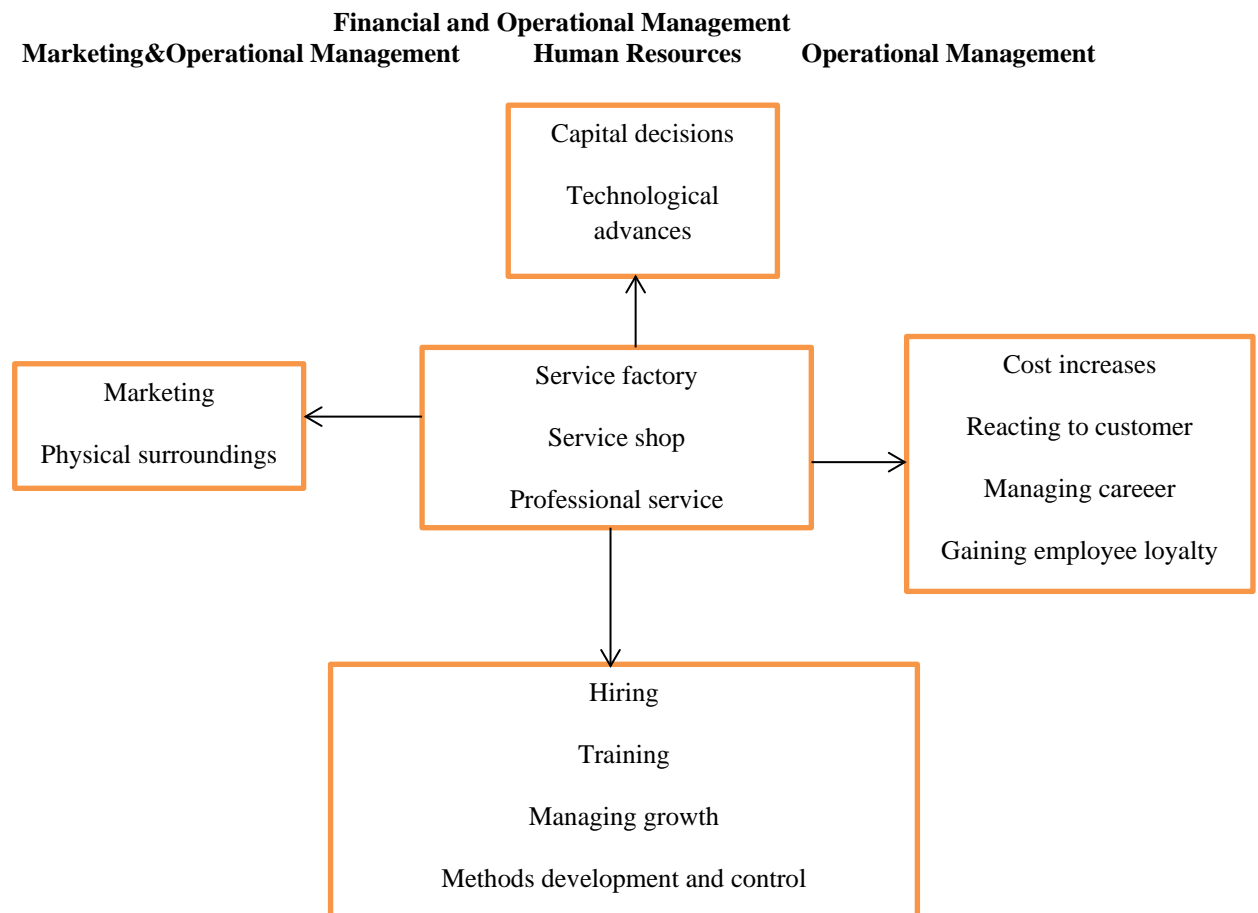 Financial and Operational Management
Marketing&Operational Management Human Resources Operational Management
Capital decisions
Technological
advances
Marketing
Physical surroundings
Service factory
Service shop
Professional service
Cost increases
Reacting to customer
Managing careeer
Gaining employee loyalty
Hiring
Training
Managing growth
Methods development and control